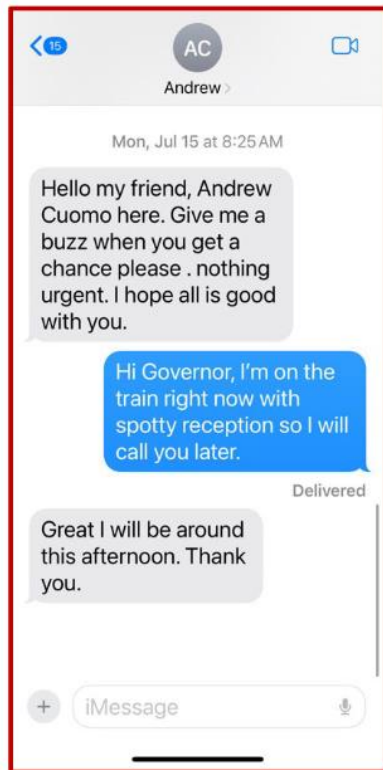 15
AC
Andrew
Mon, Jul 15 at 8:25 AM
Hello my friend, Andrew
Cuomo here. Give me a
buzz when you get a
chance please . nothing
urgent. I hope all is good
with you.
Hi Governor, I'm on the
train right now with
spotty reception so I will
call you later.
Delivered
Great I will be around
this afternoon. Thank
you.
iMessage